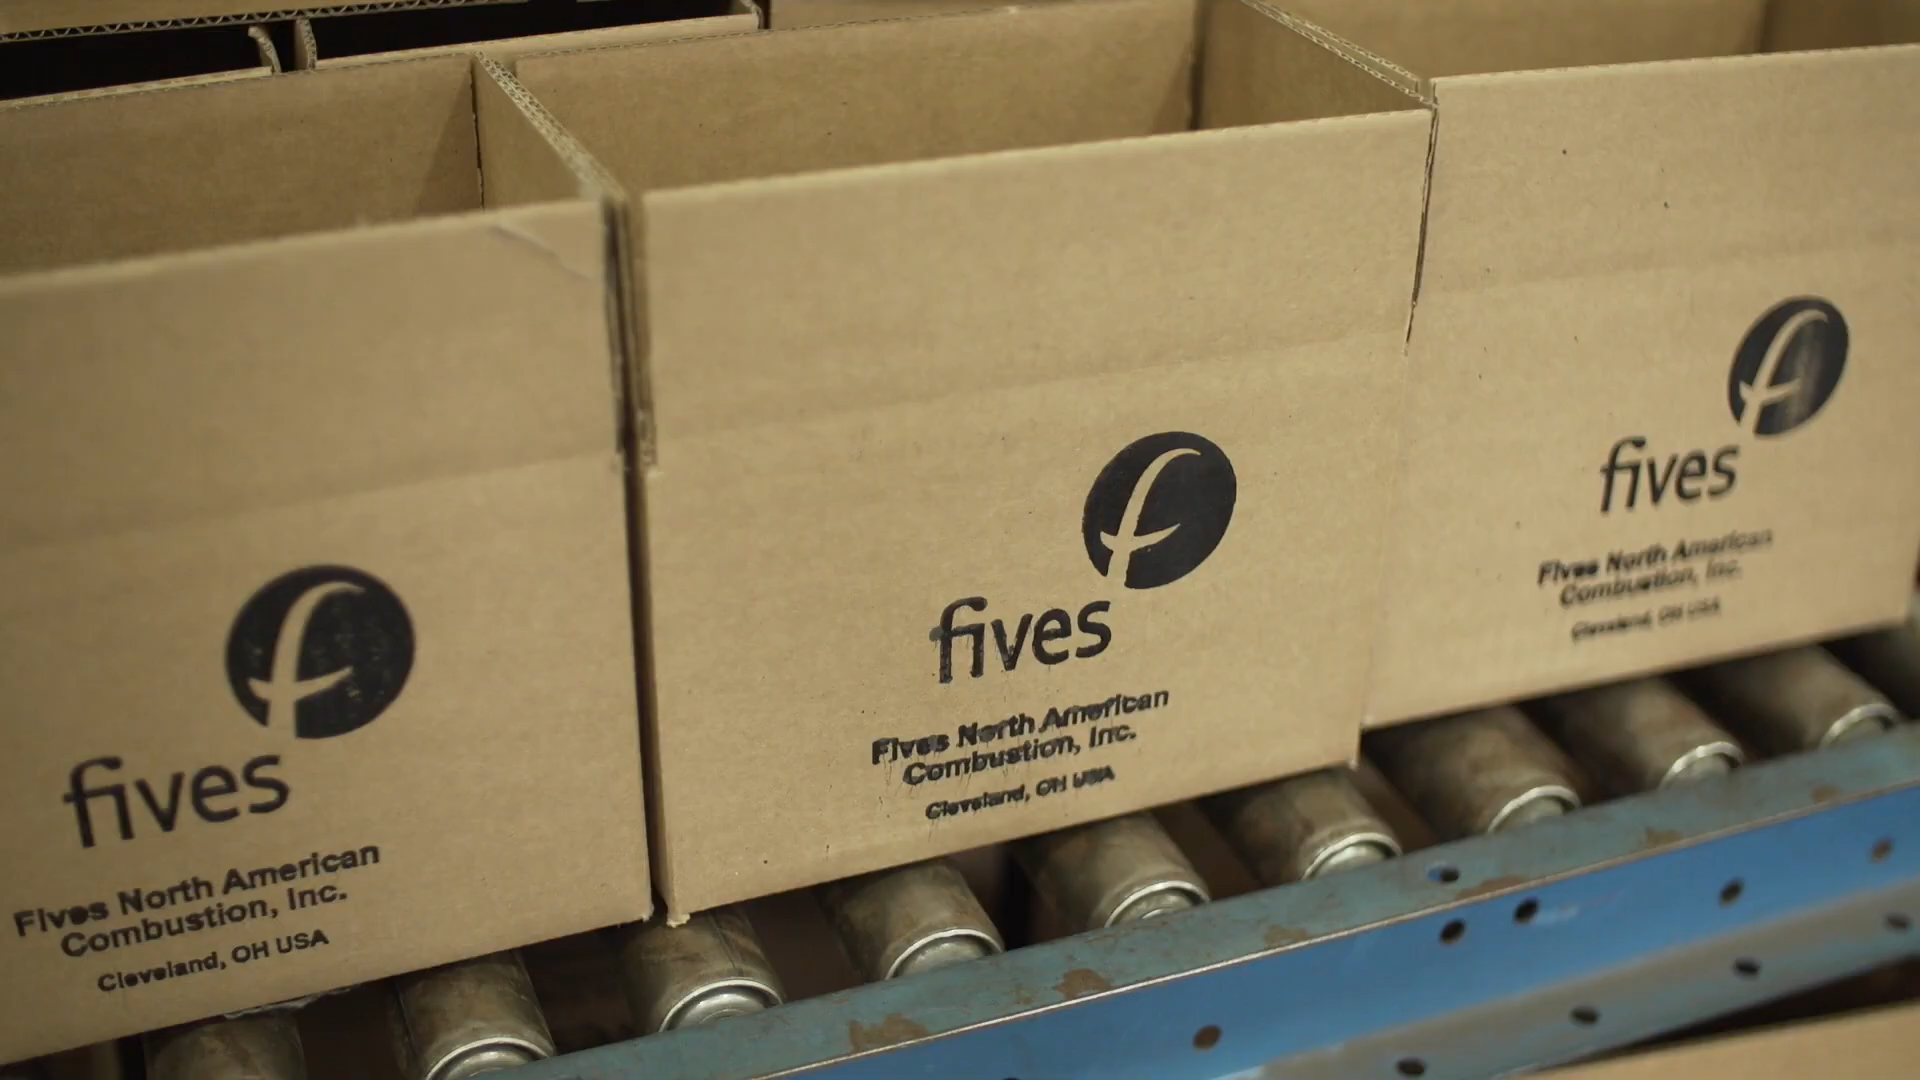 fives
Fives North American
Combustion, Inc.
Cleveland, OH USA
fives
Fives North American
Combustion, Inc.
Cleveland, OH USA
fives
Fives North American
Combustion, Inc.
Cleveland, OH USA